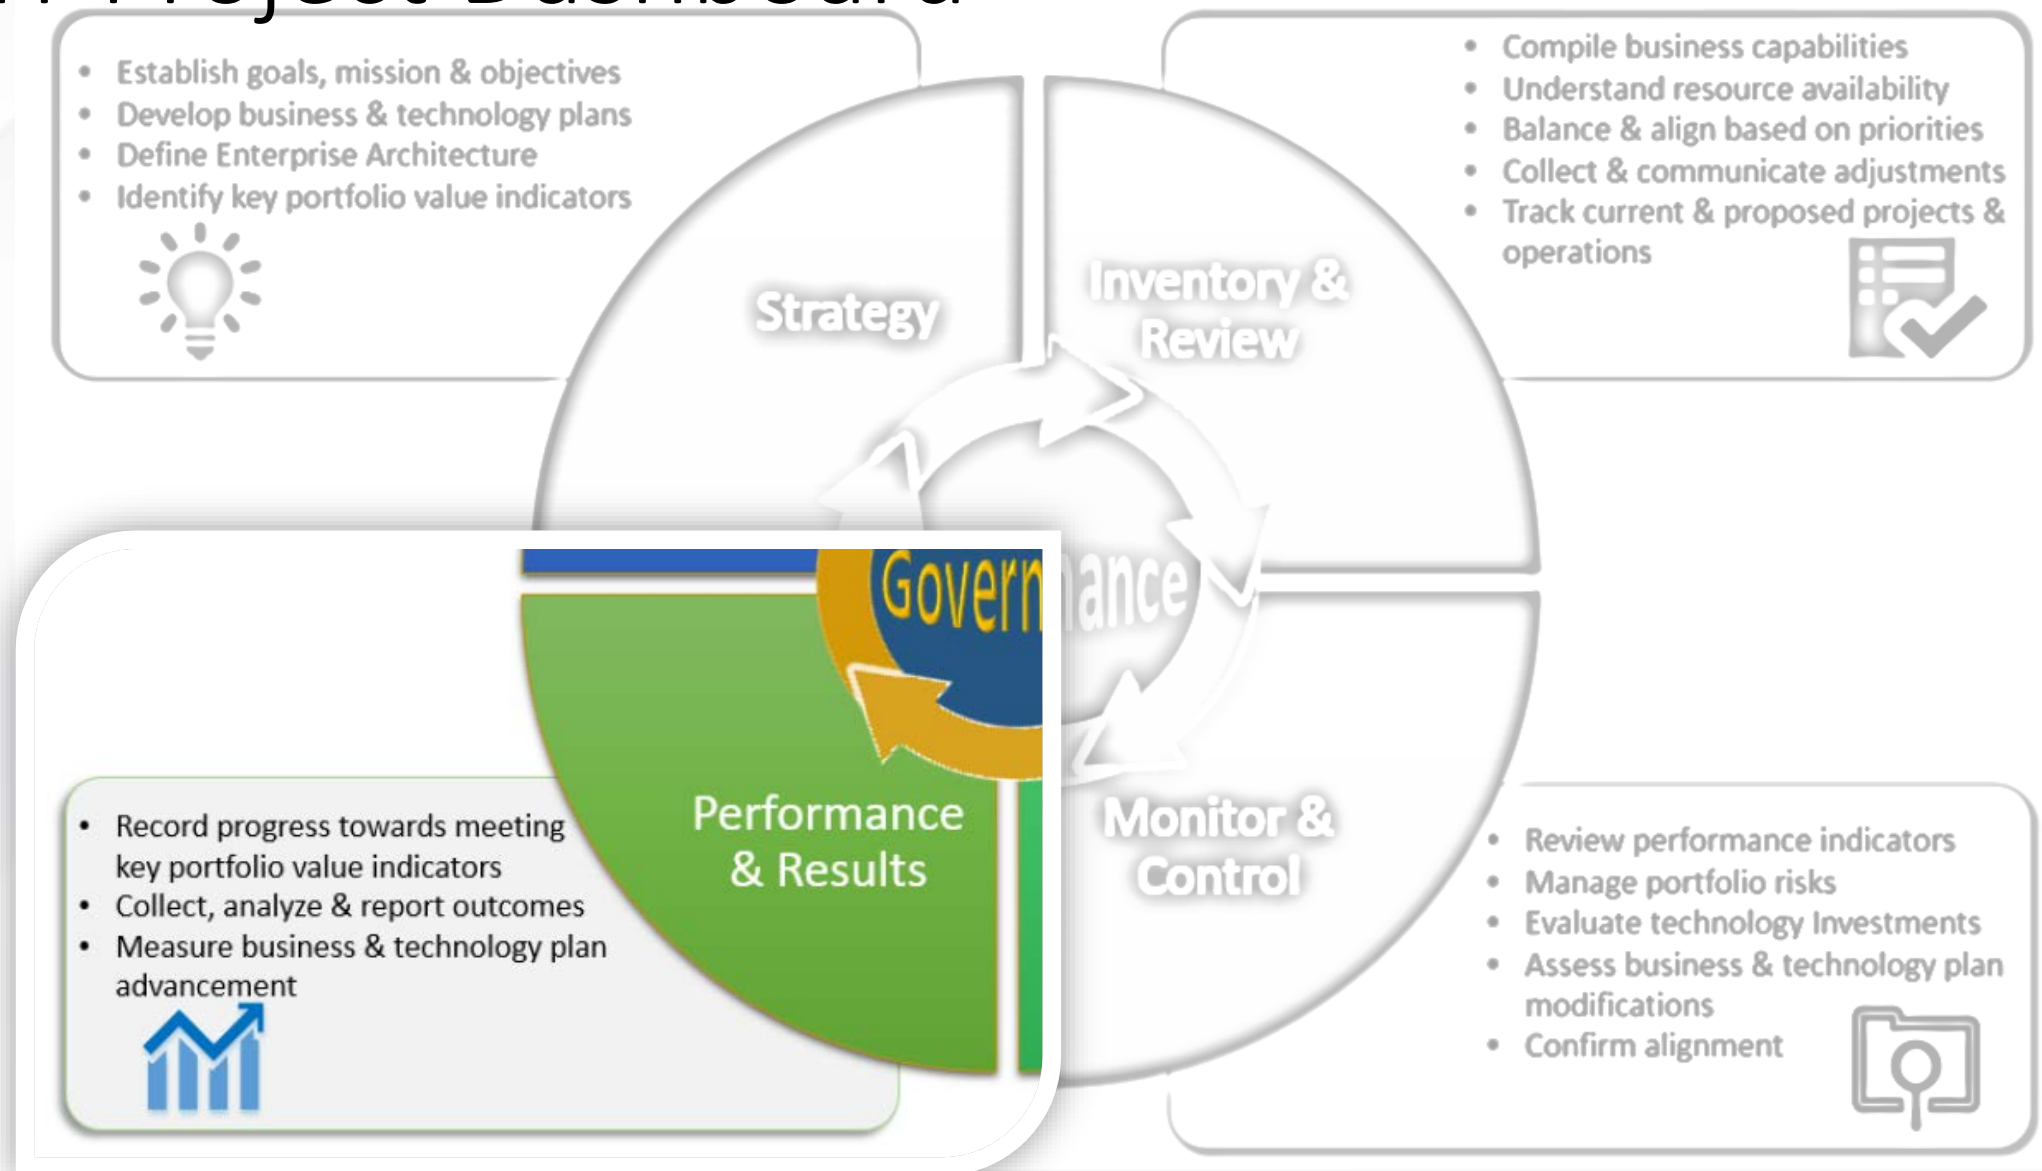 Project Dashboard
• Establish goals, mission & objectives
• Develop business & technology plans
• Define Enterprise Architecture
• Identify key portfolio value indicators
• Compile business capabilities
• Understand resource availability
• Balance & align based on priorities
• Collect & communicate adjustments
• Track current & proposed projects &
operations
Strategy
Inventory &
Review
Governance
Performance
& Results
Monitor &
Control
• Record progress towards meeting
key portfolio value indicators
• Collect, analyze & report outcomes
• Measure business & technology plan
advancement
• Review performance indicators
• Manage portfolio risks
• Evaluate technology Investments
• Assess business & technology plan
modifications
• Confirm alignment